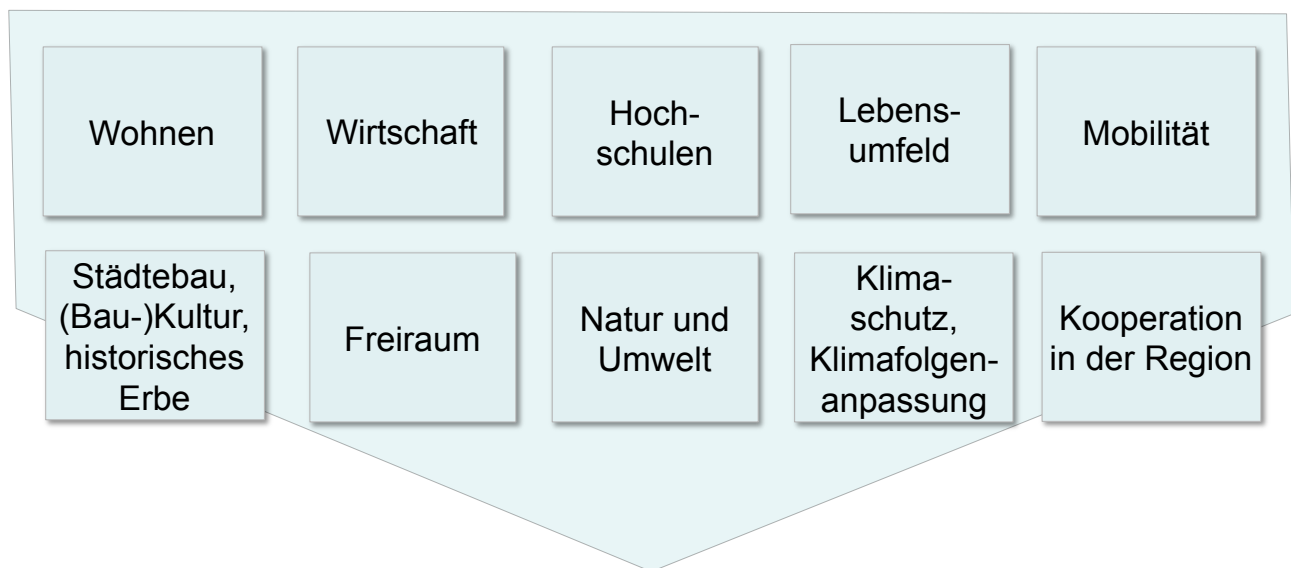 Wohnen
Wirtschaft
Hoch-
schulen
Lebens-
umfeld
Mobilität
Städtebau,
(Bau-)Kultur,
historisches
Erbe
Freiraum
Natur und
Umwelt
Klima-
schutz,
Klimafolgen-
anpassung
Kooperation
in der Region